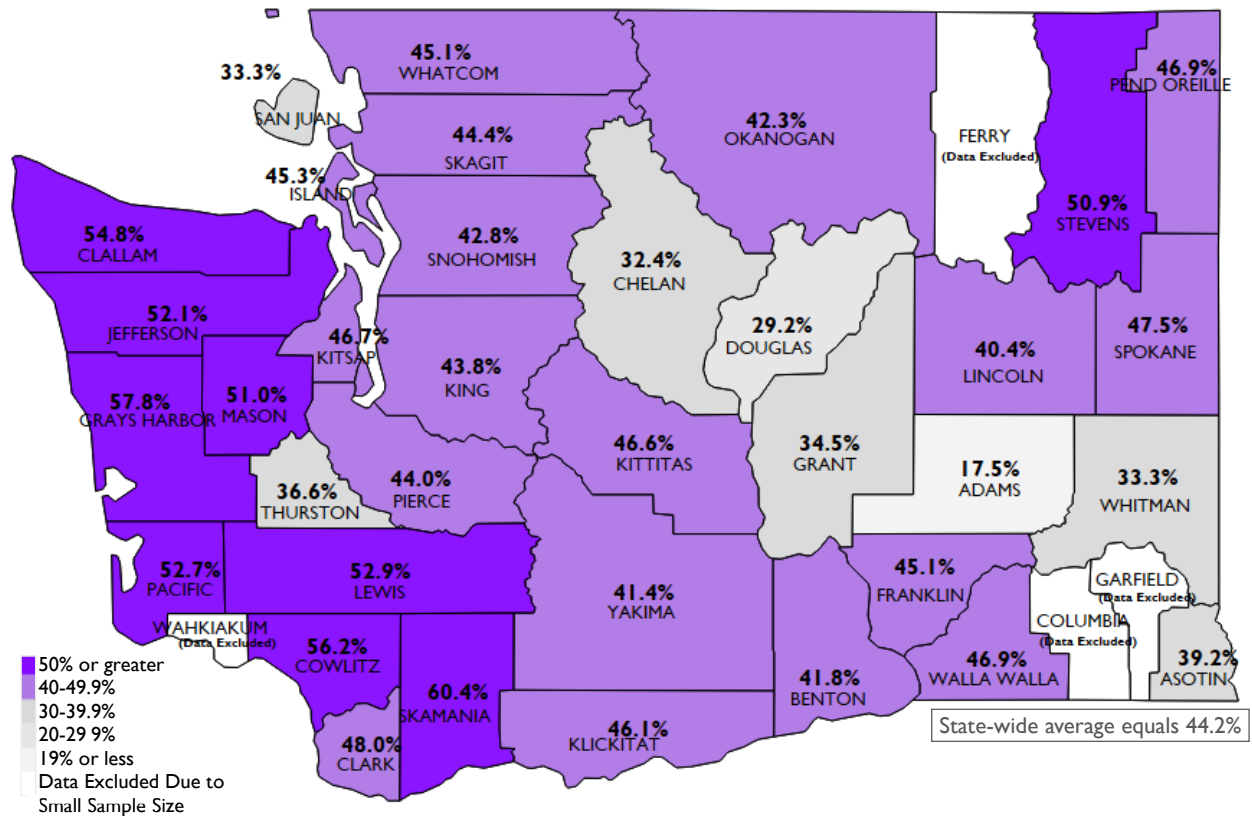 45.1%
WHATCOM
33.3%
SAN JUAN
44.4%
SKAGIT
45.3%
ISLAND
42.3%
OKANOGAN
FERRY
(Data Excluded)
46.9%
PEND OREILLE
50.9%
STEVENS
54.8%
CLALLAM
42.8%
SNOHOMISH
32.4%
CHELAN
52.1%
JEFFERSON
46.7%
KITSAP
43.8%
KING
29.2%
DOUGLAS
40.4%
LINCOLN
47.5%
SPOKANE
57.8%
GRAYS HARBOR
51.0%
MASON
46.6%
KITTITAS
34.5%
GRANT
17.5%
ADAMS
33.3%
WHITMAN
36.6%
THURSTON
44.0%
PIERCE
52.7%
PACIFIC
52.9%
LEWIS
41.4%
YAKIMA
45.1%
FRANKLIN
GARFIELD
(Data Excluded)
COLUMBIA
(Data Excluded)
WAHKIAKUM
(Data Excluded)
56.2%
COWLITZ
60.4%
SKAMANIA
41.8%
BENTON
46.9%
WALLA WALLA
39.2%
ASOTIN
48.0%
CLARK
46.1%
KLICKITAT
50% or greater
40-49.9%
30-39.9%
20-29 9%
19% or less
Data Excluded Due to
Small Sample Size
State-wide average equals 44.2%